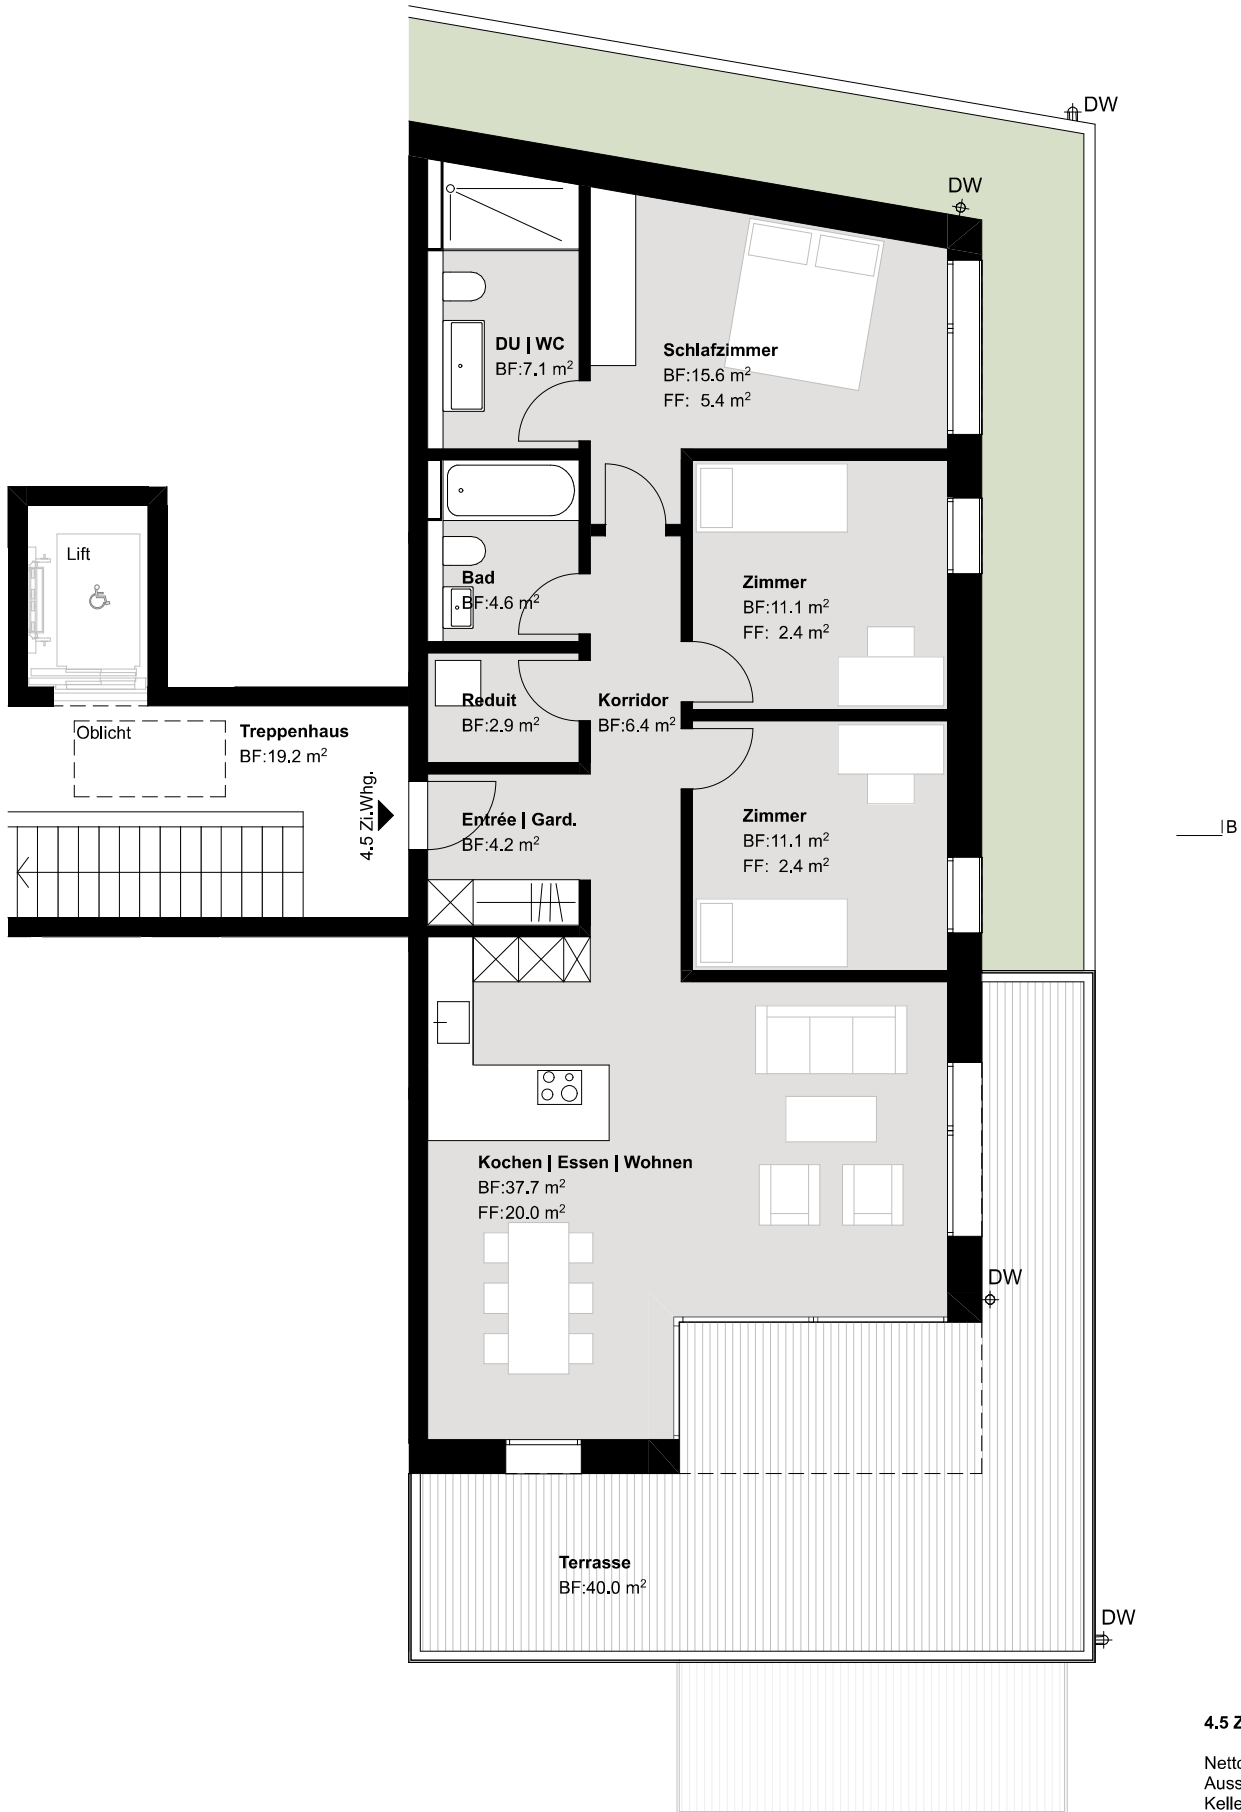 DW
DW
DU | WC
BF:7.1 m²
Schlafzimmer
BF:15.6 m²
FF: 5.4 m²
Lift
Bad
BF:4.6 m²
Zimmer
BF:11.1 m²
FF: 2.4 m²
Reduit
BF:2.9 m²
Korridor
BF:6.4 m²
Oblicht
Treppenhaus
BF:19.2 m²
4.5 Zi.Whg.
Entrée | Gard.
BF:4.2 m²
Zimmer
BF:11.1 m²
FF: 2.4 m²
B
Kochen | Essen | Wohnen
BF:37.7 m²
FF:20.0 m²
DW
Terrasse
BF:40.0 m²
DW
4.5 Z